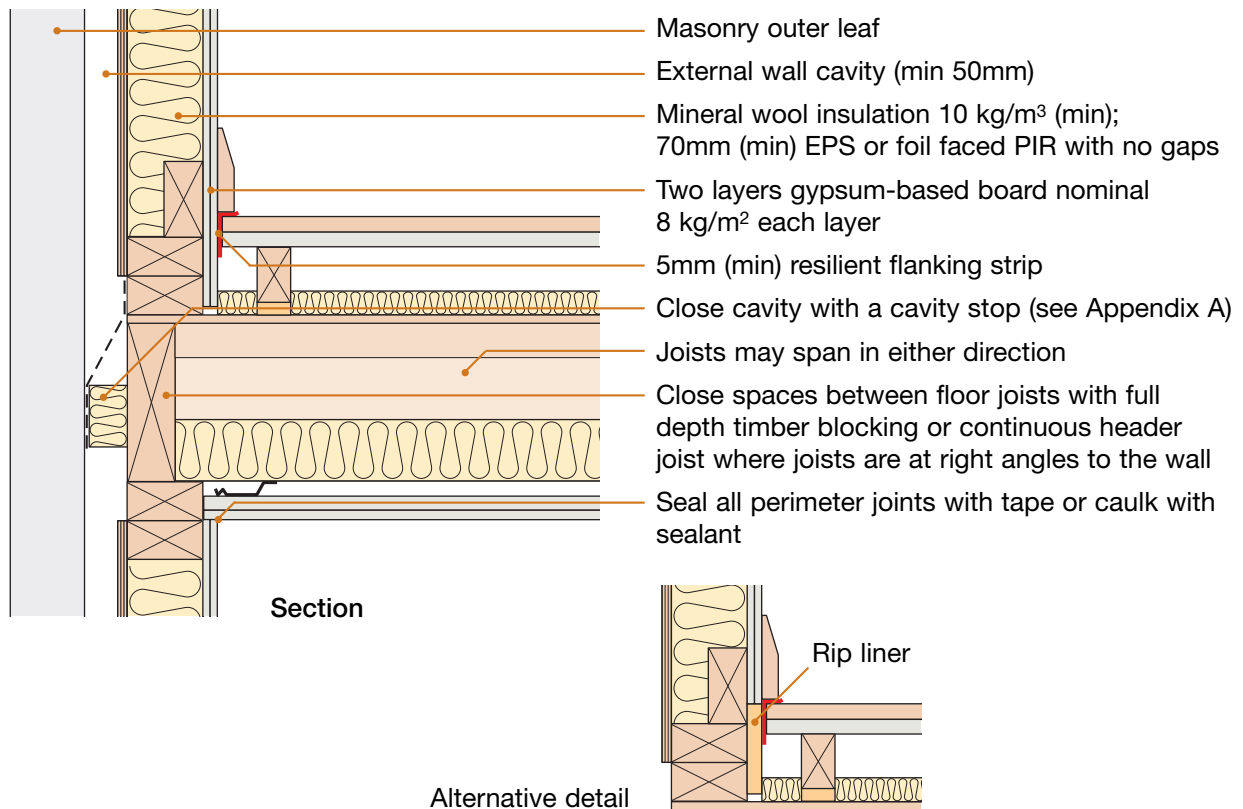 Masonry outer leaf
External wall cavity (min 50mm)
Mineral wool insulation 10 kg/m³ (min);
70mm (min) EPS or foil faced PIR with no gaps
Two layers gypsum-based board nominal
8 kg/m² each layer
5mm (min) resilient flanking strip
Close cavity with a cavity stop (see Appendix A)
Joists may span in either direction
Close spaces between floor joists with full
depth timber blocking or continuous header
joist where joists are at right angles to the wall
Seal all perimeter joints with tape or caulk with
sealant
Section
Rip liner
Alternative detail